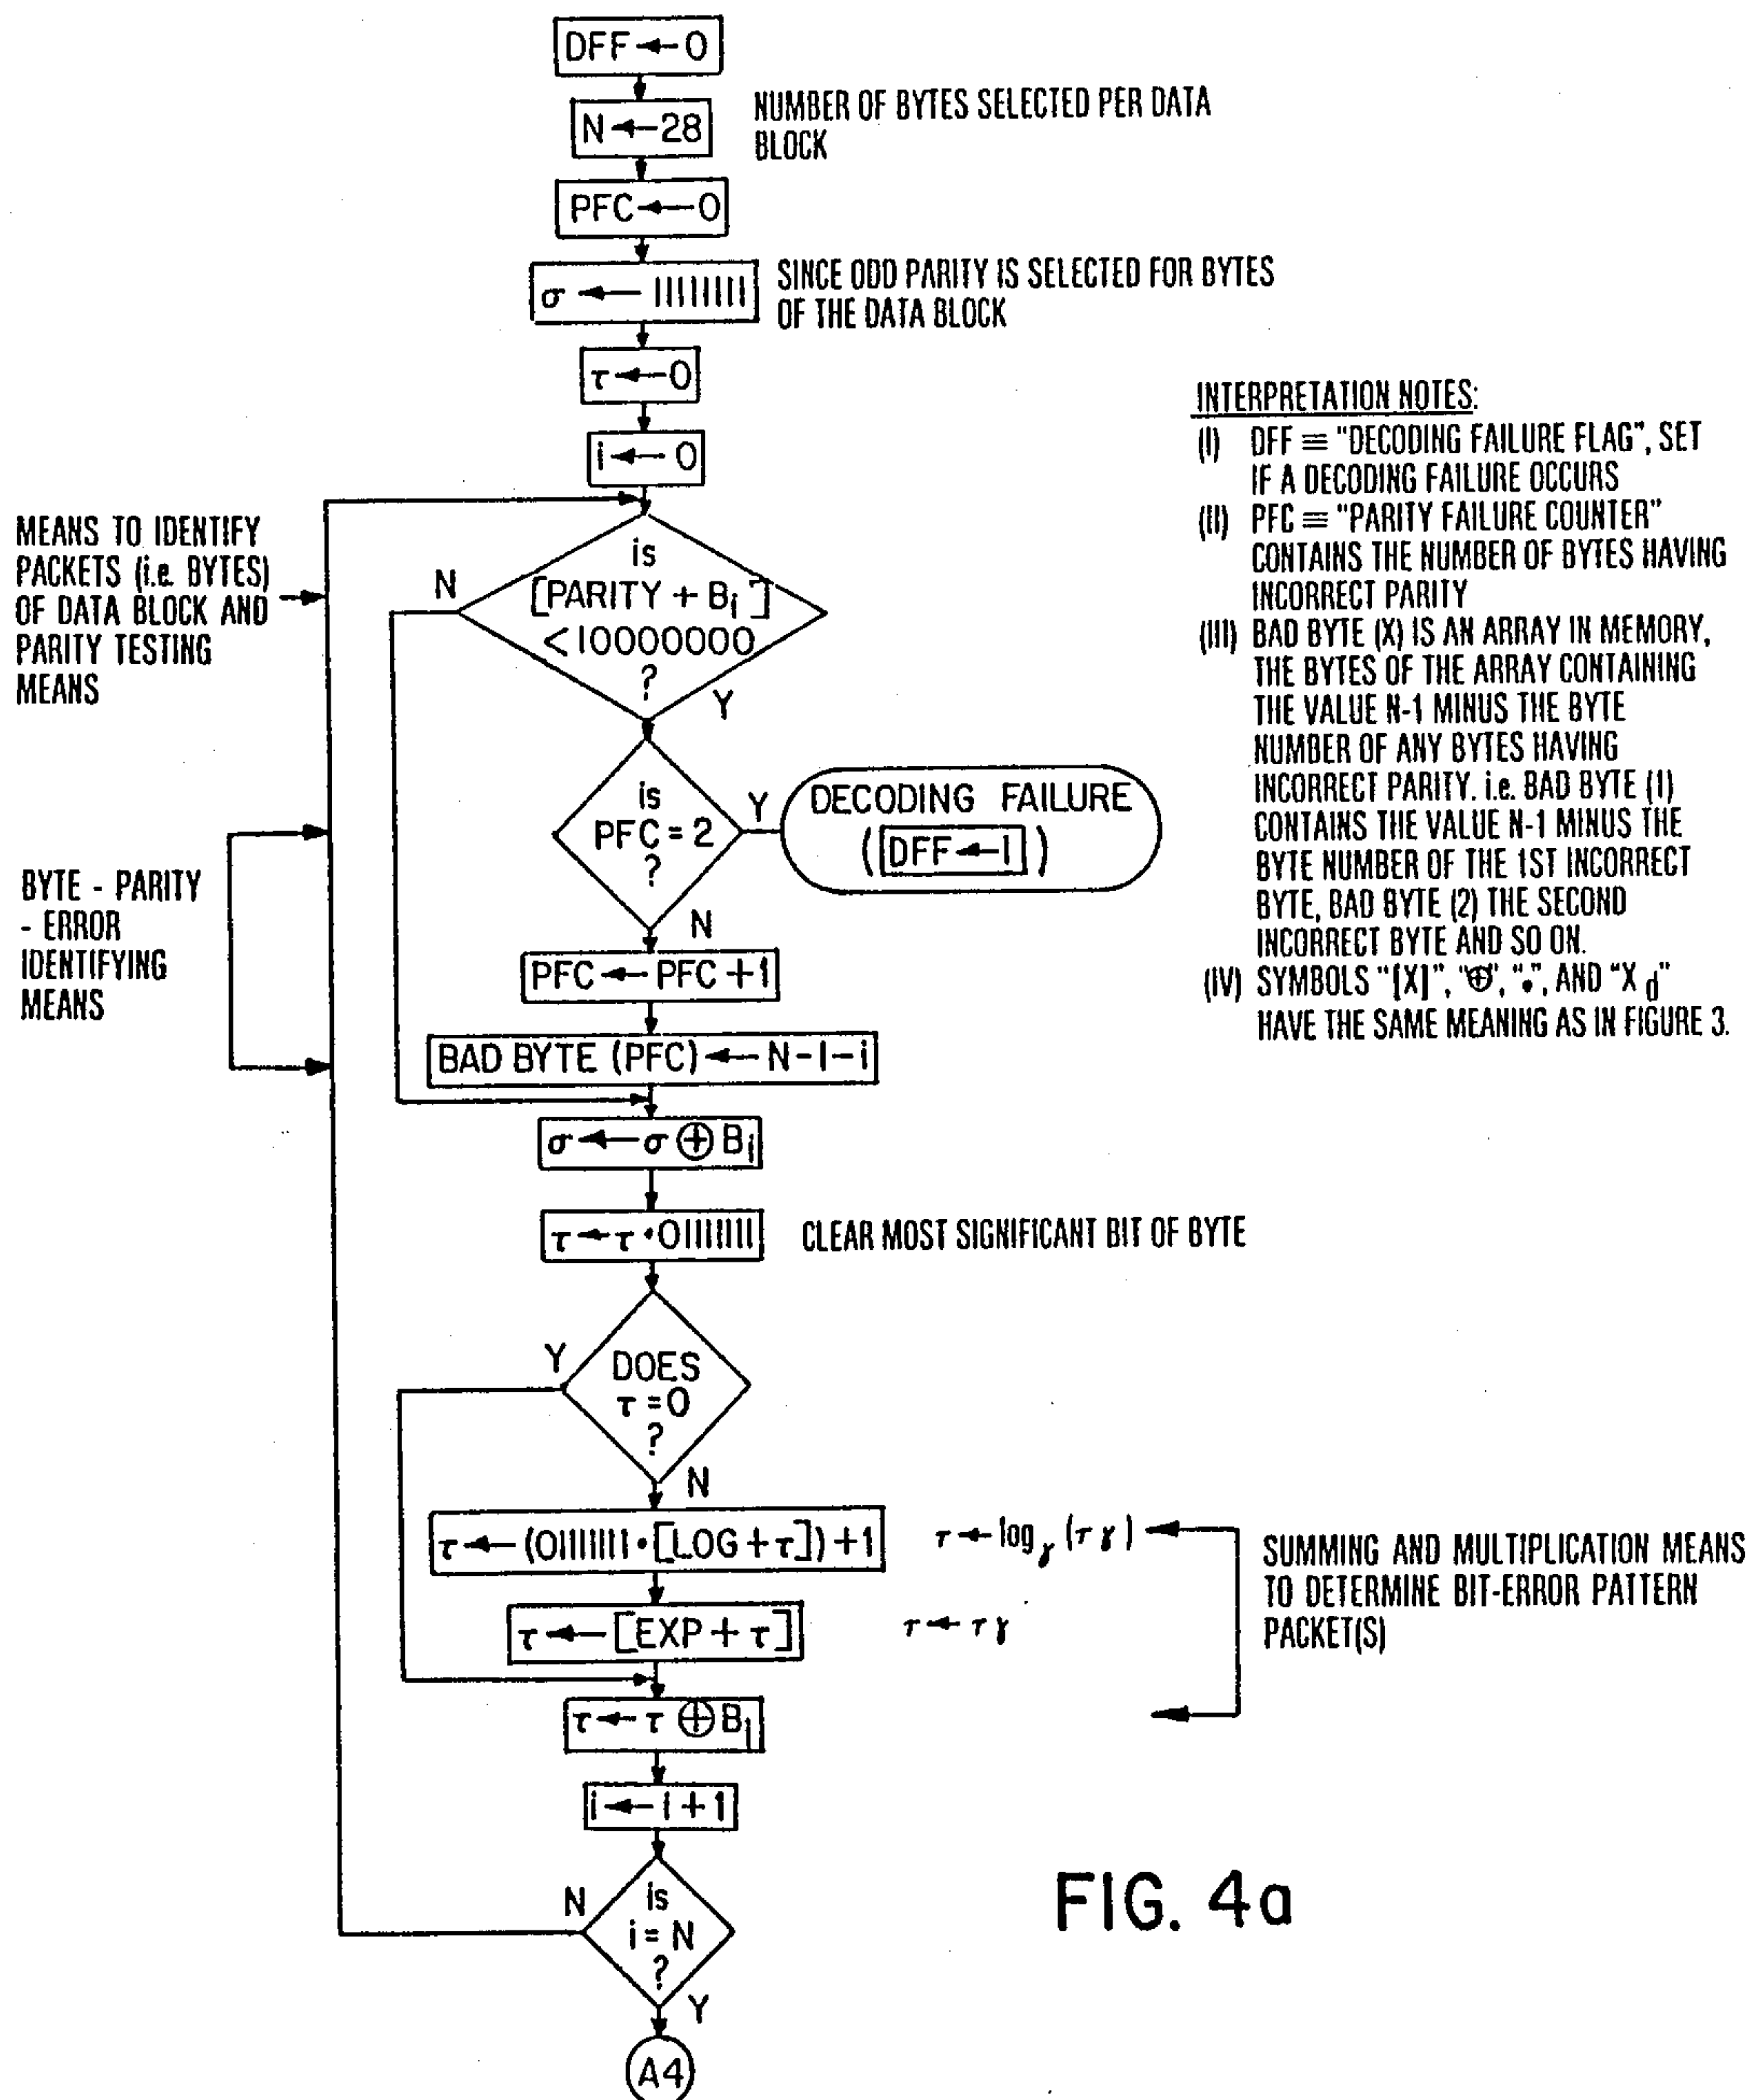 DFF ← 0
N ← 28
NUMBER OF BYTES SELECTED PER DATA
BLOCK
PFC ← 0
σ ← 11111111
SINCE ODD PARITY IS SELECTED FOR BYTES
OF THE DATA BLOCK
τ ← 0
i ← 0
INTERPRETATION NOTES:
(I) DFF ≡ "DECODING FAILURE FLAG", SET
IF A DECODING FAILURE OCCURS
(II) PFC ≡ "PARITY FAILURE COUNTER"
CONTAINS THE NUMBER OF BYTES HAVING
INCORRECT PARITY
(III) BAD BYTE (X) IS AN ARRAY IN MEMORY,
THE BYTES OF THE ARRAY CONTAINING
THE VALUE N-1 MINUS THE BYTE
NUMBER OF ANY BYTES HAVING
INCORRECT PARITY. i.e. BAD BYTE (1)
CONTAINS THE VALUE N-1 MINUS THE
BYTE NUMBER OF THE 1ST INCORRECT
BYTE, BAD BYTE (2) THE SECOND
INCORRECT BYTE AND SO ON.
(IV) SYMBOLS "[X]", "⊕", "•", AND "X d"
HAVE THE SAME MEANING AS IN FIGURE 3.
MEANS TO IDENTIFY
PACKETS (i.e. BYTES)
OF DATA BLOCK AND
PARITY TESTING
MEANS
is
[PARITY + Bi]
< 10000000
?
N
Y
is
PFC = 2
?
Y
N
DECODING FAILURE
(DFF ← 1)
BYTE - PARITY
- ERROR
IDENTIFYING
MEANS
PFC ← PFC + 1
BAD BYTE (PFC) ← N - 1 - i
σ ← σ ⊕ Bi
τ ← τ • 01111111
CLEAR MOST SIGNIFICANT BIT OF BYTE
DOES
τ = 0
?
Y
N
τ ← (01111111 • [LOG + τ]) + 1
τ ← logγ (τ γ)
τ ← [EXP + τ]
τ ← τ γ
SUMMING AND MULTIPLICATION MEANS
TO DETERMINE BIT-ERROR PATTERN
PACKET(S)
τ ← τ ⊕ Bi
i ← i + 1
is
i = N
?
N
Y
A4
FIG. 4a